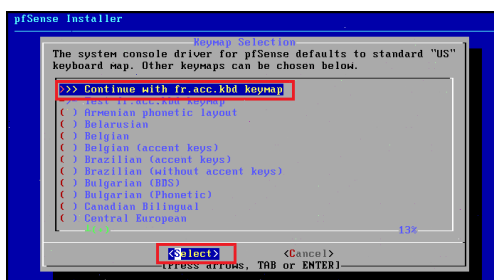 pfSense Installer
Keymap Selection
The system console driver for pfSense defaults to standard "US"
keyboard map. Other keymaps can be chosen below.
>>> Continue with fr.acc.kbd keymap
->- Test fr.acc.kbd keymap
( ) Armenian phonetic layout
( ) Belarusian
( ) Belgian
( ) Belgian (accent keys)
( ) Brazilian (accent keys)
( ) Brazilian (without accent keys)
( ) Bulgarian (BDS)
( ) Bulgarian (Phonetic)
( ) Canadian Bilingual
( ) Central European
13%
<Select> <Cancel>
[Press arrows, TAB or ENTER]